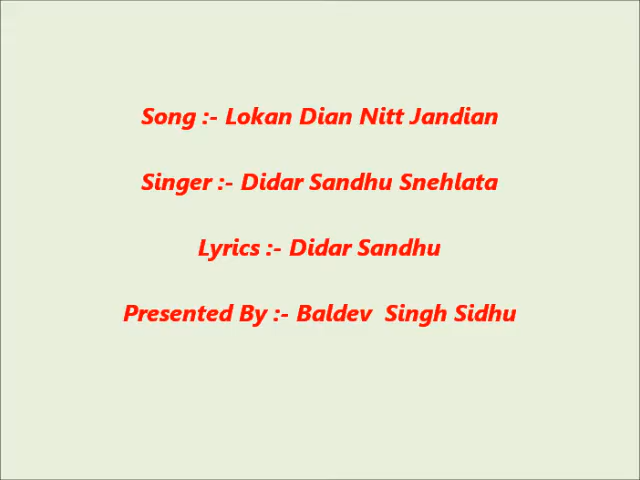 Song :- Lokan Dian Nitt Jandian
Singer :- Didar Sandhu Snehlata
Lyrics :- Didar Sandhu
Presented By :- Baldev  Singh Sidhu